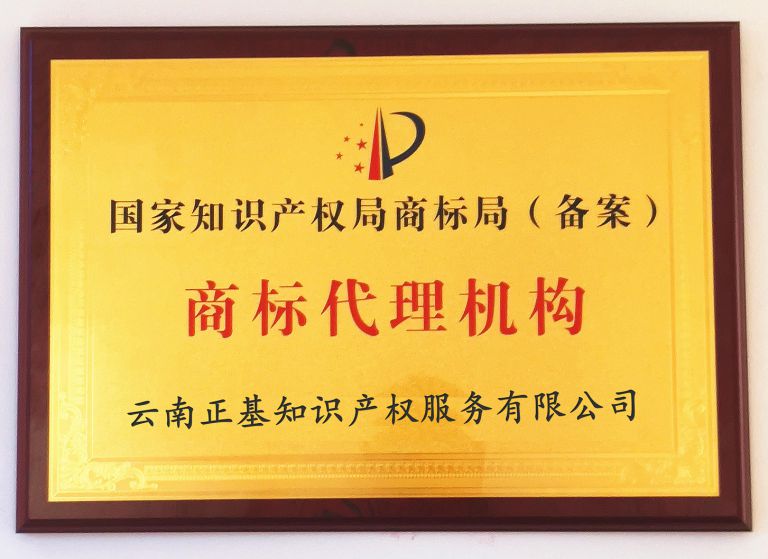 国家知识产权局商标局（备案）
商标代理机构
云南正基知识产权服务有限公司